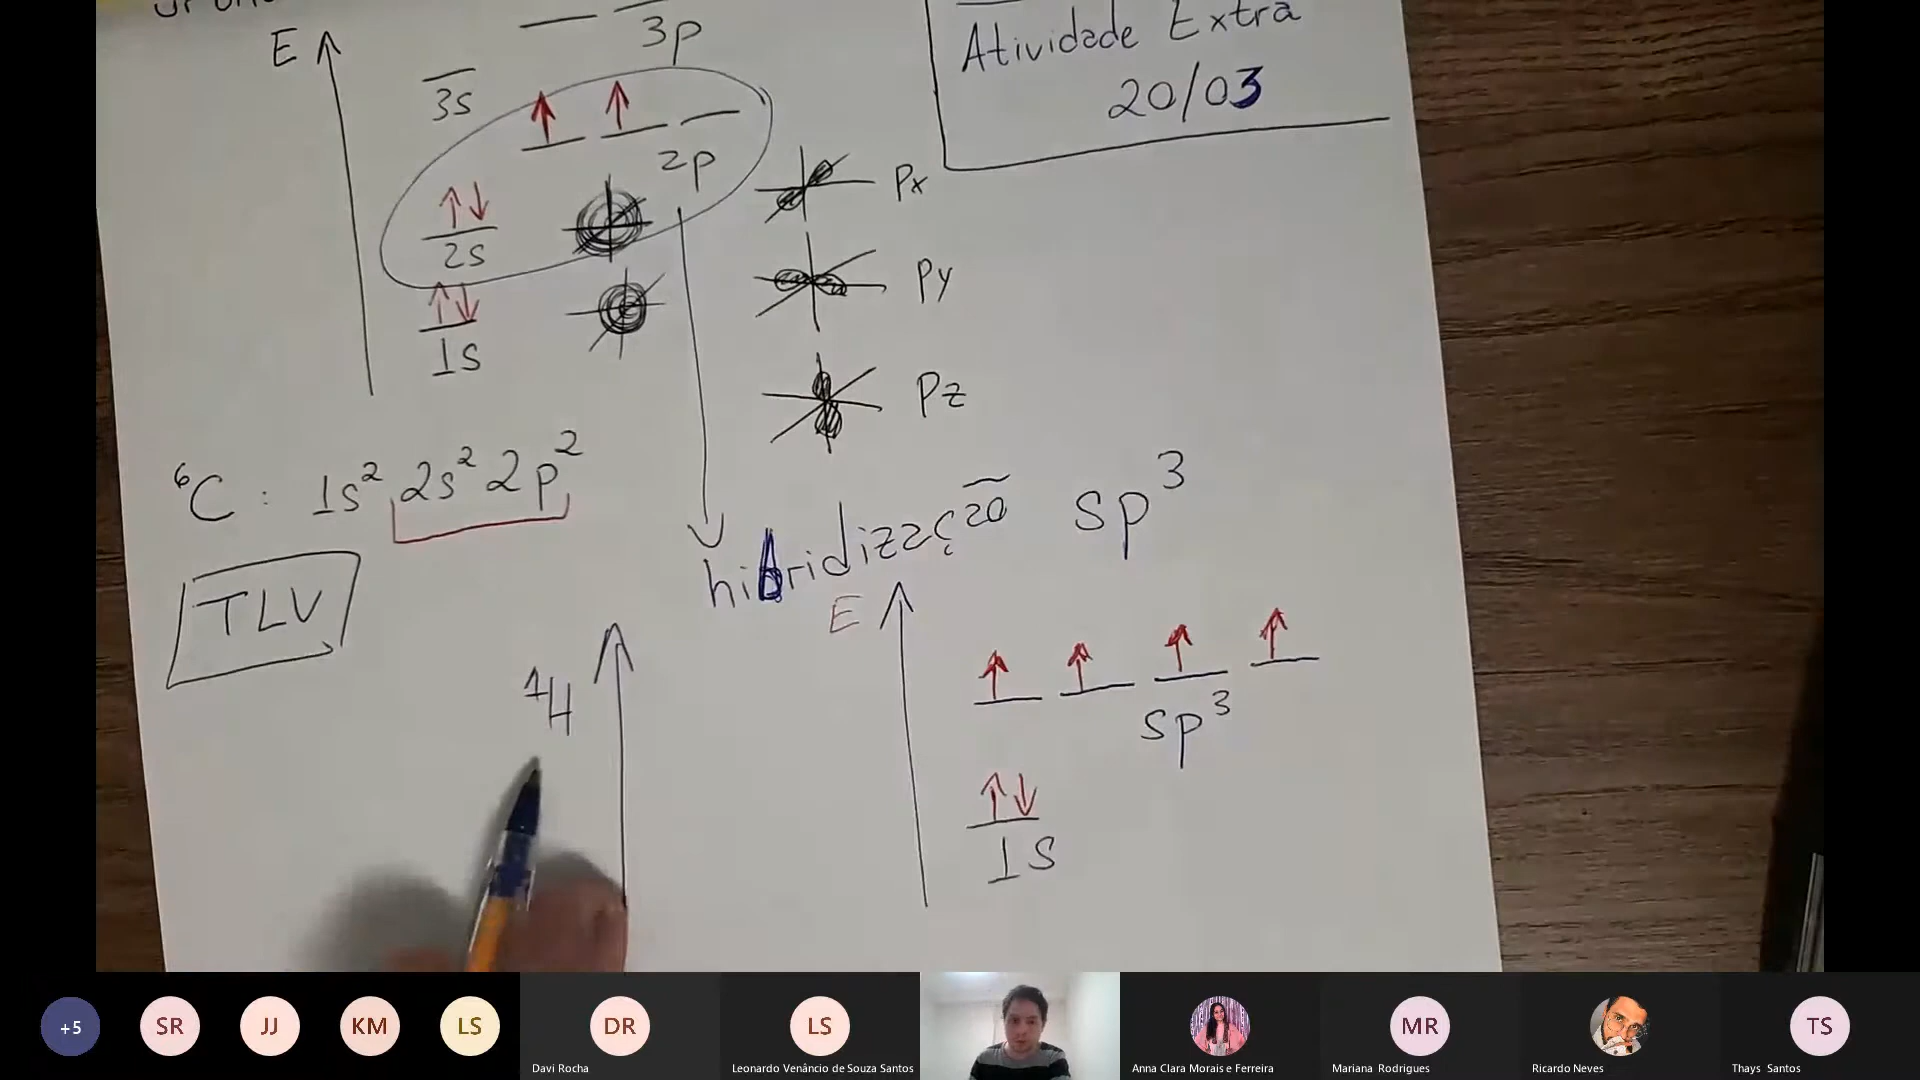 E
3p
3s
2p
2s
1s
Atividade Extra
20/03
Px
Py
Pz
⁶C : 1s² 2s² 2p²
TLV
hibridização sp³
E
¹H
sp³
1s
+5
SR
JJ
KM
LS
DR
Davi Rocha
LS
Leonardo Venâncio de Souza Santos
Anna Clara Morais e Ferreira
MR
Mariana Rodrigues
Ricardo Neves
TS
Thays Santos